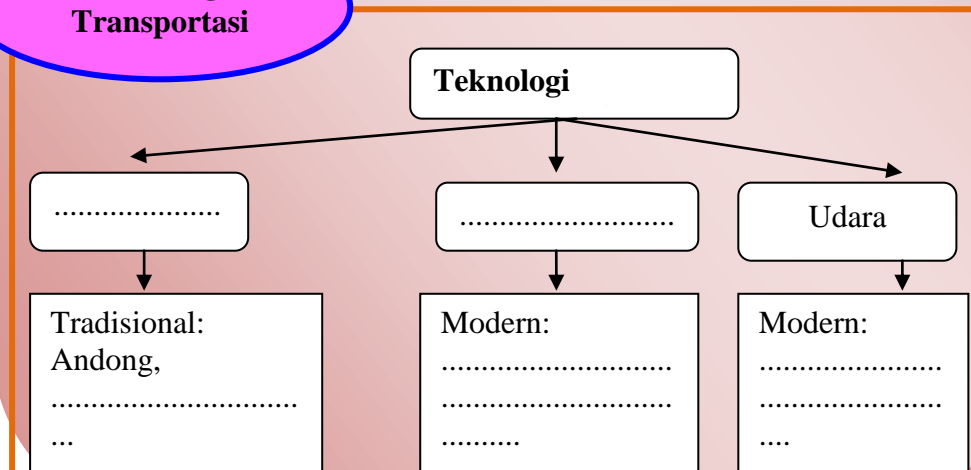 Transportasi
Teknologi
.....................
...........................
Udara
Tradisional:
Andong,
...............................
...
Modern:
.............................
.............................
..........
Modern:
.......................
.......................
....